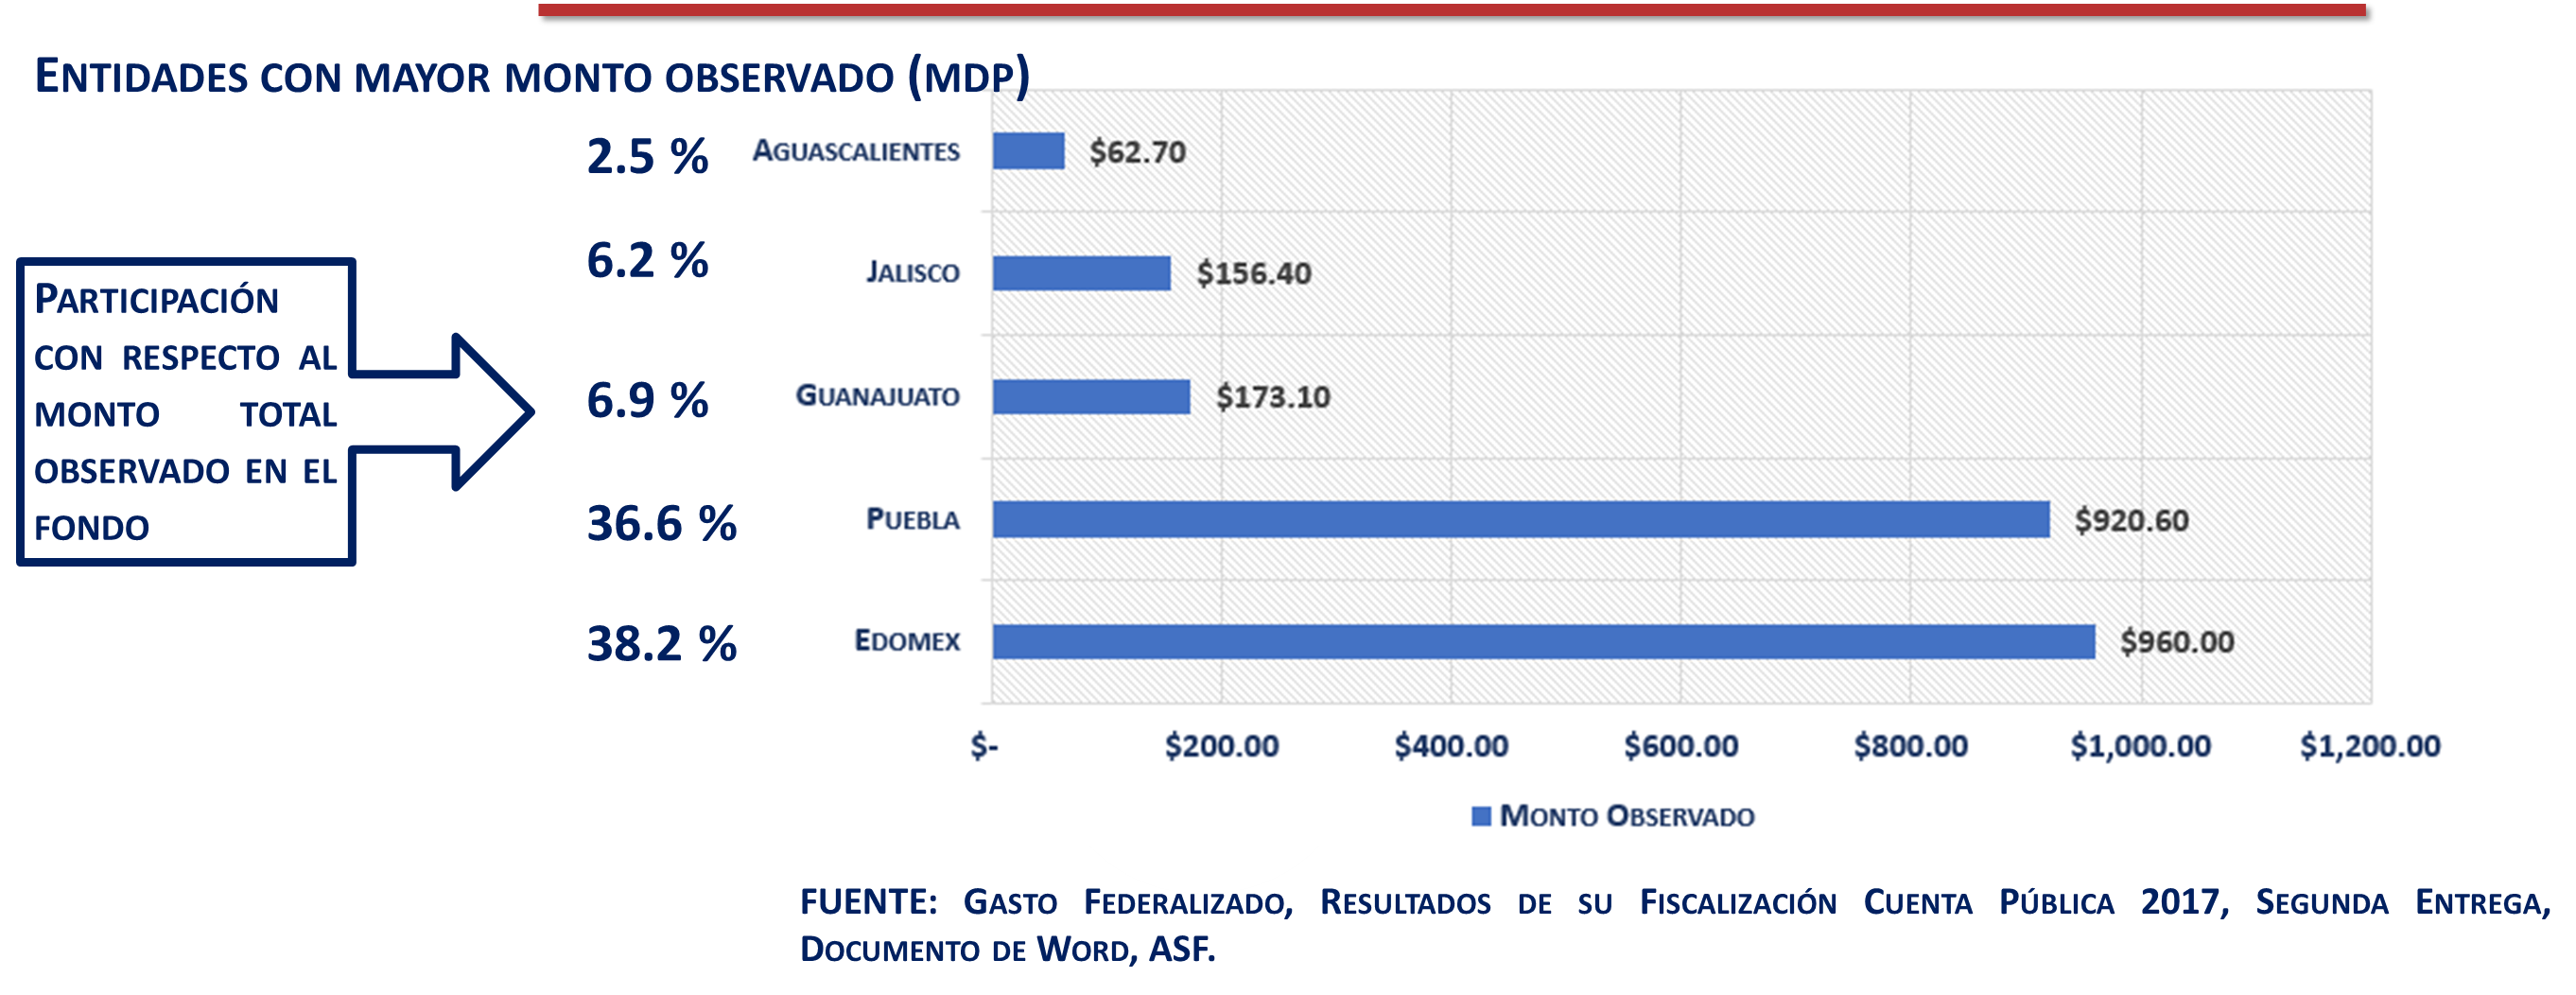 ENTIDADES CON MAYOR MONTO OBSERVADO (MDP)
2.5 % AGUASCALIENTES $62.70
6.2 % JALISCO $156.40
PARTICIPACIÓN
CON RESPECTO AL
MONTO TOTAL
OBSERVADO EN EL
FONDO
6.9 % GUANAJUATO $173.10
36.6 % PUEBLA $920.60
38.2 % EDOMEX $960.00
$- $200.00 $400.00 $600.00 $800.00 $1,000.00 $1,200.00
MONTO OBSERVADO
FUENTE: GASTO FEDERALIZADO, RESULTADOS DE SU FISCALIZACIÓN CUENTA PÚBLICA 2017, SEGUNDA ENTREGA,
DOCUMENTO DE WORD, ASF.